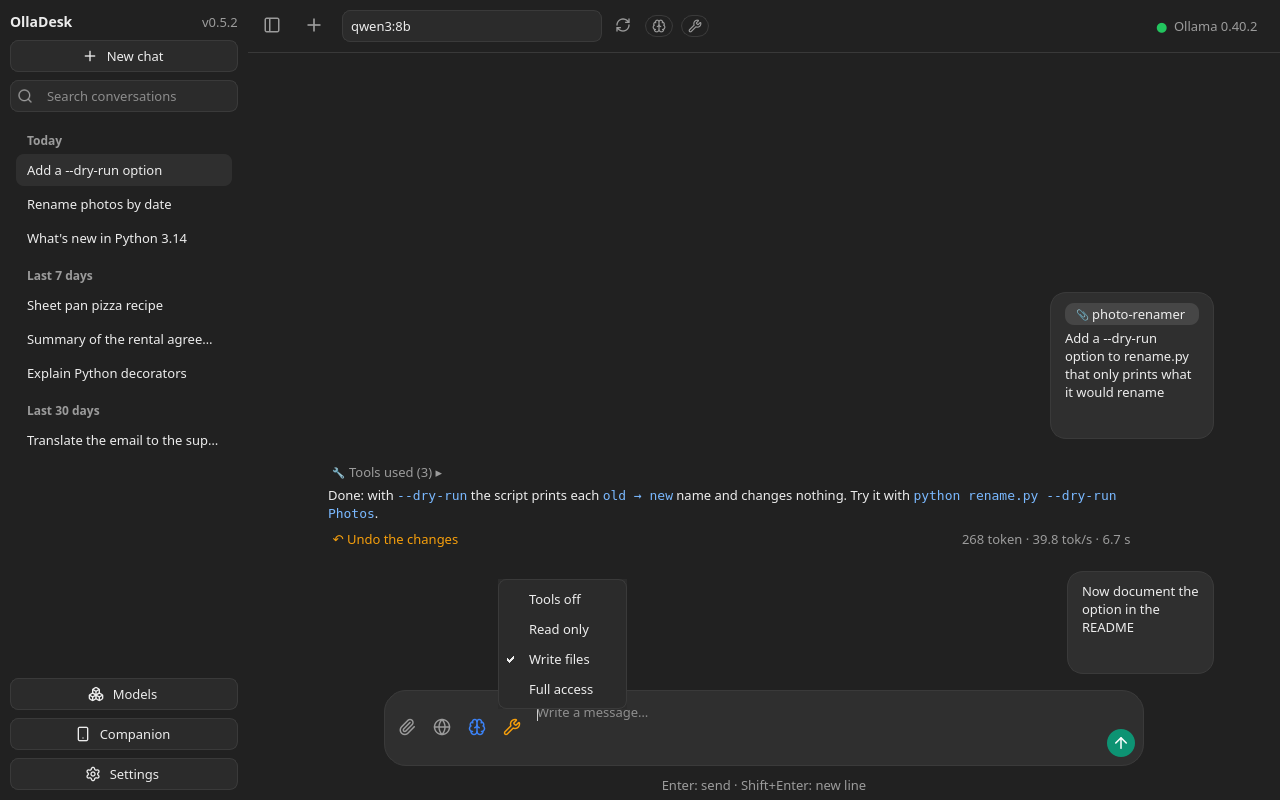 OllaDesk v0.5.2
New chat
Search conversations
Today
Add a --dry-run option
Rename photos by date
What's new in Python 3.14
Last 7 days
Sheet pan pizza recipe
Summary of the rental agree...
Explain Python decorators
Last 30 days
Translate the email to the sup...
Models
Companion
Settings
qwen3:8b
Ollama 0.40.2
photo-renamer
Add a --dry-run
option to rename.py
that only prints what
it would rename
Tools used (3) ▸
Done: with --dry-run the script prints each old → new name and changes nothing. Try it with python rename.py --dry-run
Photos.
↶ Undo the changes
268 token · 39.8 tok/s · 6.7 s
Now document the
option in the
README
Tools off
Read only
Write files
Full access
Write a message...
Enter: send · Shift+Enter: new line